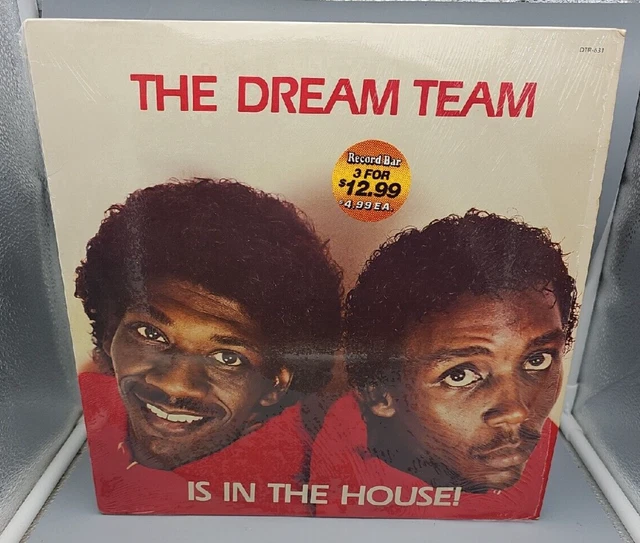 DTR-631
THE DREAM TEAM
Record Bar
3 FOR
$12.99
$4.99 EA.
IS IN THE HOUSE!